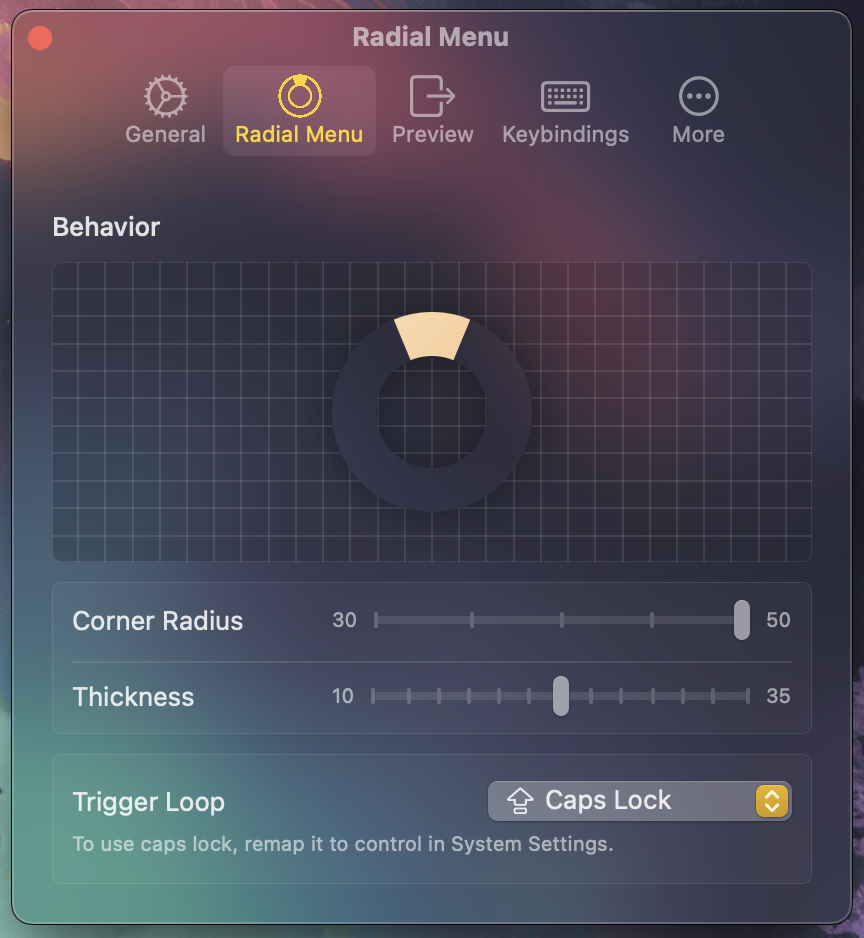 Radial Menu
General Radial Menu Preview Keybindings More
Behavior
Corner Radius 30 50
Thickness 10 35
Trigger Loop Caps Lock
To use caps lock, remap it to control in System Settings.